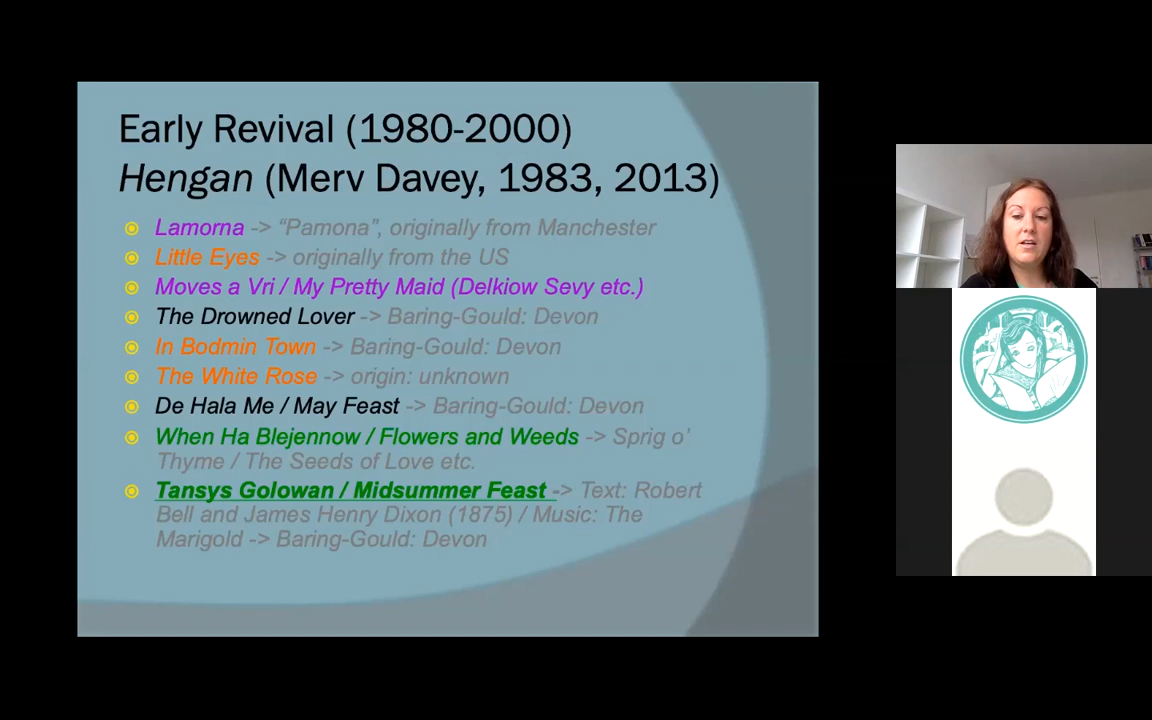 Early Revival (1980-2000)
Hengan (Merv Davey, 1983, 2013)
Lamorna -> “Pamona”, originally from Manchester
Little Eyes -> originally from the US
Moves a Vri / My Pretty Maid (Delkiow Sevy etc.)
The Drowned Lover -> Baring-Gould: Devon
In Bodmin Town -> Baring-Gould: Devon
The White Rose -> origin: unknown
De Hala Me / May Feast -> Baring-Gould: Devon
When Ha Blejennow / Flowers and Weeds -> Sprig o’
Thyme / The Seeds of Love etc.
Tansys Golowan / Midsummer Feast -> Text: Robert
Bell and James Henry Dixon (1875) / Music: The
Marigold -> Baring-Gould: Devon